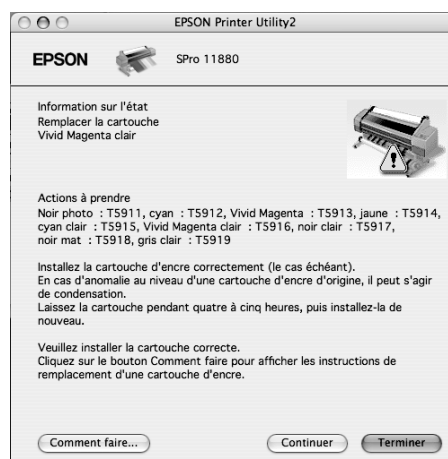 EPSON Printer Utility2
EPSON
SPro 11880
Information sur l'état
Remplacer la cartouche
Vivid Magenta clair
Actions à prendre
Noir photo : T5911, cyan : T5912, Vivid Magenta : T5913, jaune : T5914,
cyan clair : T5915, Vivid Magenta clair : T5916, noir clair : T5917,
noir mat : T5918, gris clair : T5919
Installez la cartouche d'encre correctement (le cas échéant).
En cas d'anomalie au niveau d'une cartouche d'encre d'origine, il peut s'agir
de condensation.
Laissez la cartouche pendant quatre à cinq heures, puis installez-la de
nouveau.
Veuillez installer la cartouche correcte.
Cliquez sur le bouton Comment faire pour afficher les instructions de
remplacement d'une cartouche d'encre.
Comment faire...
Continuer
Terminer